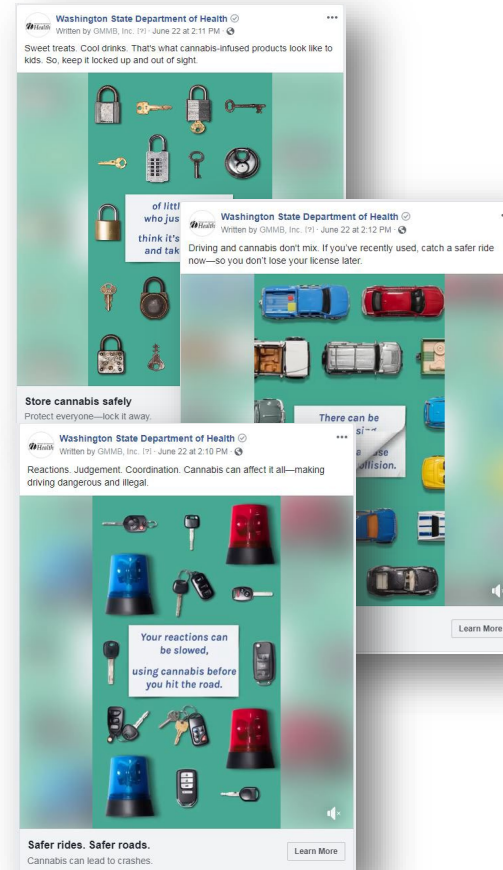 Washington State Department of Health
Written by GMMB, Inc. [?] · June 22 at 2:11 PM ·
Sweet treats. Cool drinks. That's what cannabis-infused products look like to
kids. So, keep it locked up and out of sight.
of
who
think it's
and
Store cannabis safely
Protect everyone—lock it away.
Health
Washington State Department of Health
Written by GMMB, Inc. [?] · June 22 at 2:12 PM ·
Driving and cannabis don't mix. If you've recently used, catch a safer ride
now—so you don't lose your license later.
There can be
Learn More
Health
Washington State Department of Health
Written by GMMB, Inc. [?] · June 22 at 2:10 PM ·
Reactions. Judgement. Coordination. Cannabis can affect it all—making
driving dangerous and illegal.
Your reactions can
be slowed,
using cannabis before
you hit the road.
Safer rides. Safer roads.
Cannabis can lead to crashes.
Learn More